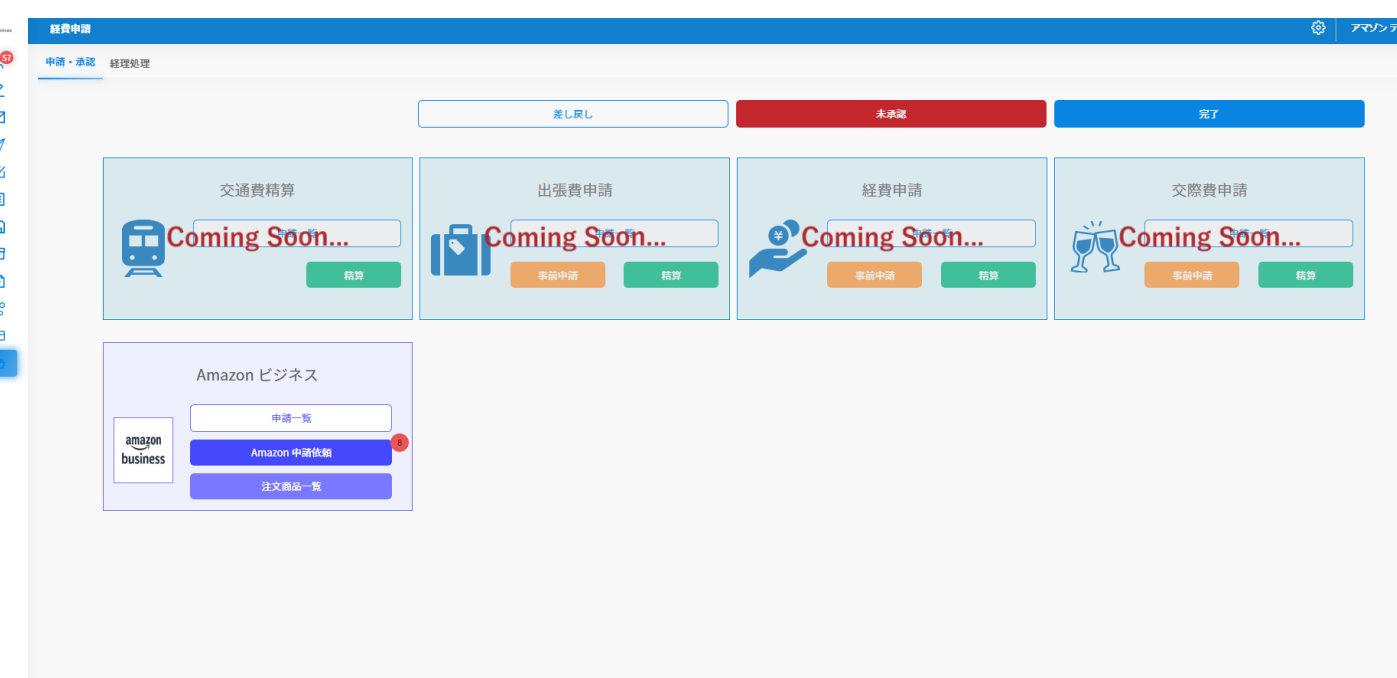 経費申請
アマゾン テ
57
申請・承認
経理処理
差し戻し
未承認
完了
交通費精算
Coming Soon...
精算
出張費申請
Coming Soon...
事前申請
精算
経費申請
Coming Soon...
事前申請
精算
交際費申請
Coming Soon...
事前申請
精算
Amazon ビジネス
amazon
business
申請一覧
Amazon 申請依頼
8
注文商品一覧